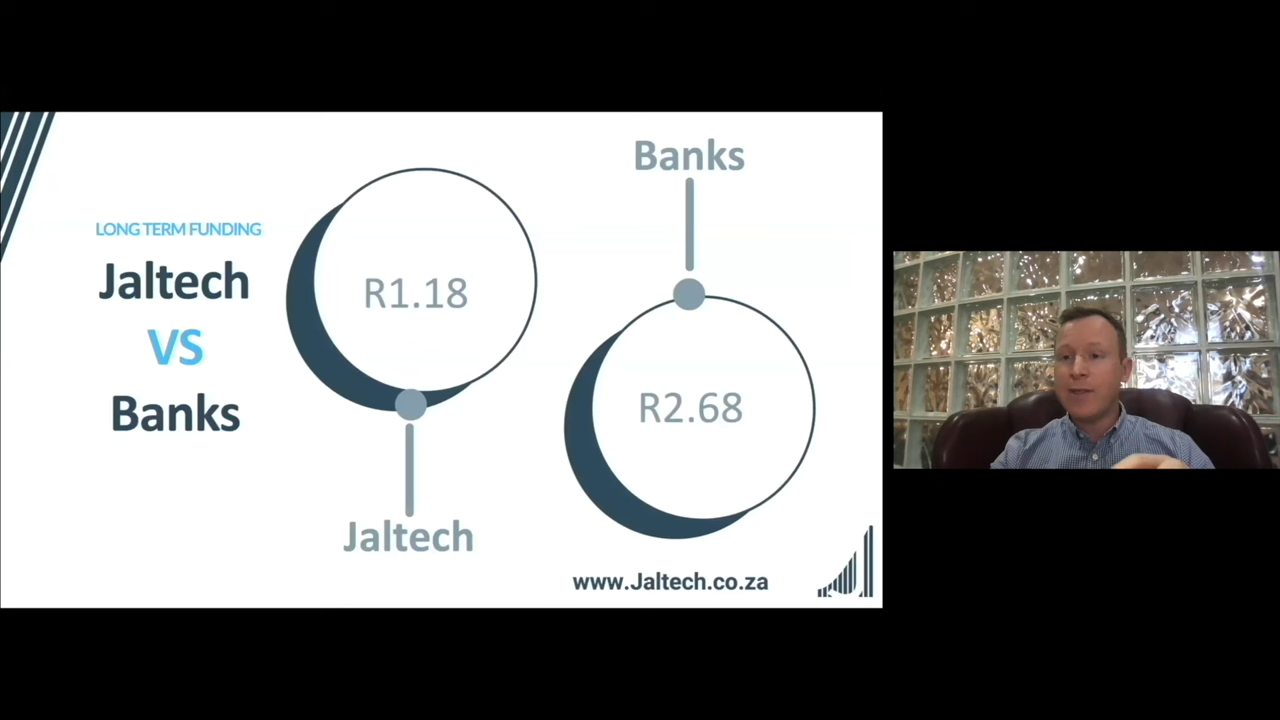 LONG TERM FUNDING
Jaltech
VS
Banks
R1.18
Jaltech
Banks
R2.68
www.Jaltech.co.za